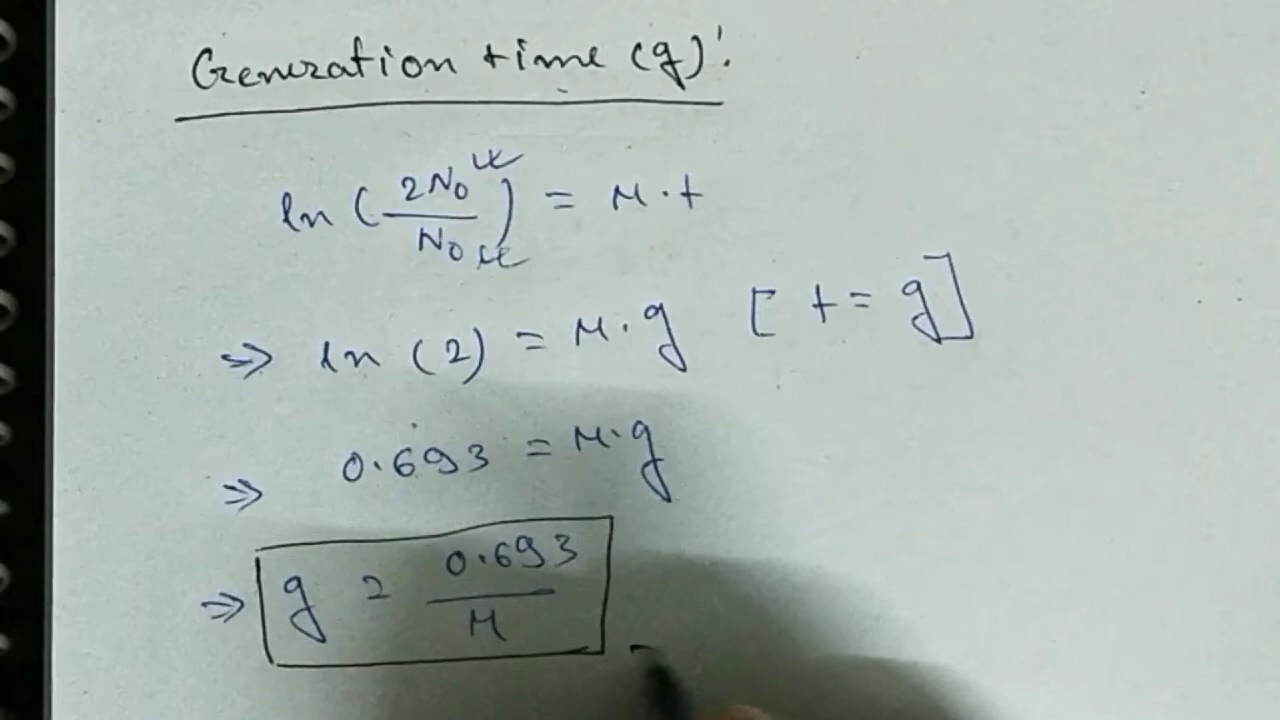 Generation time (g):
ln (2N₀/N₀) = μ·t
⇒ ln (2) = μ·g [t = g]
⇒ 0.693 = μ·g
⇒ g = 0.693/μ